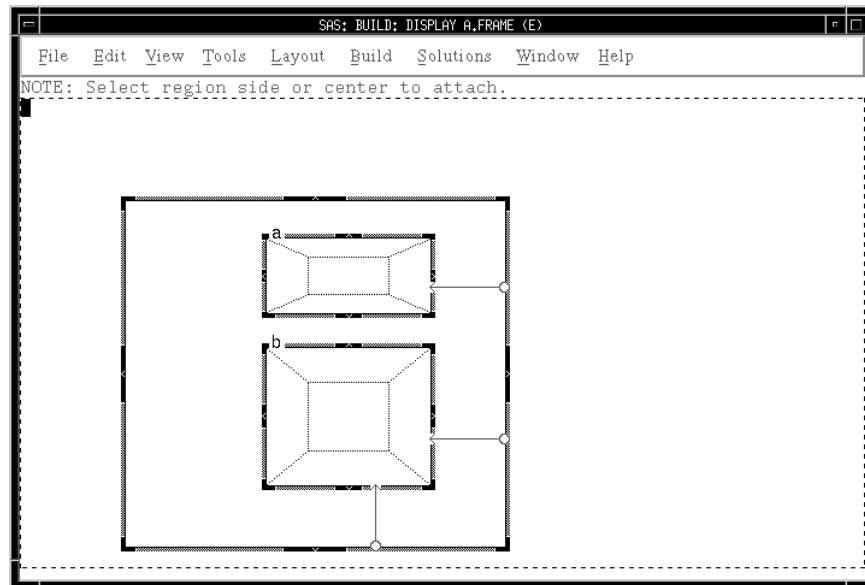 SAS: BUILD: DISPLAY A.FRAME (E)
File Edit View Tools Layout Build Solutions Window Help
NOTE: Select region side or center to attach.
a
b